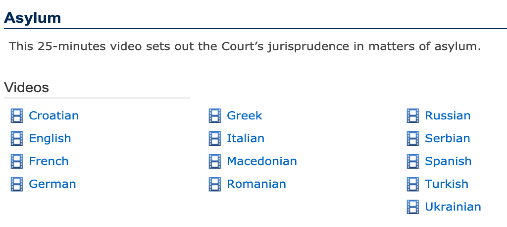 Asylum
This 25-minutes video sets out the Court's jurisprudence in matters of asylum.
Videos
Croatian
English
French
German
Greek
Italian
Macedonian
Romanian
Russian
Serbian
Spanish
Turkish
Ukrainian